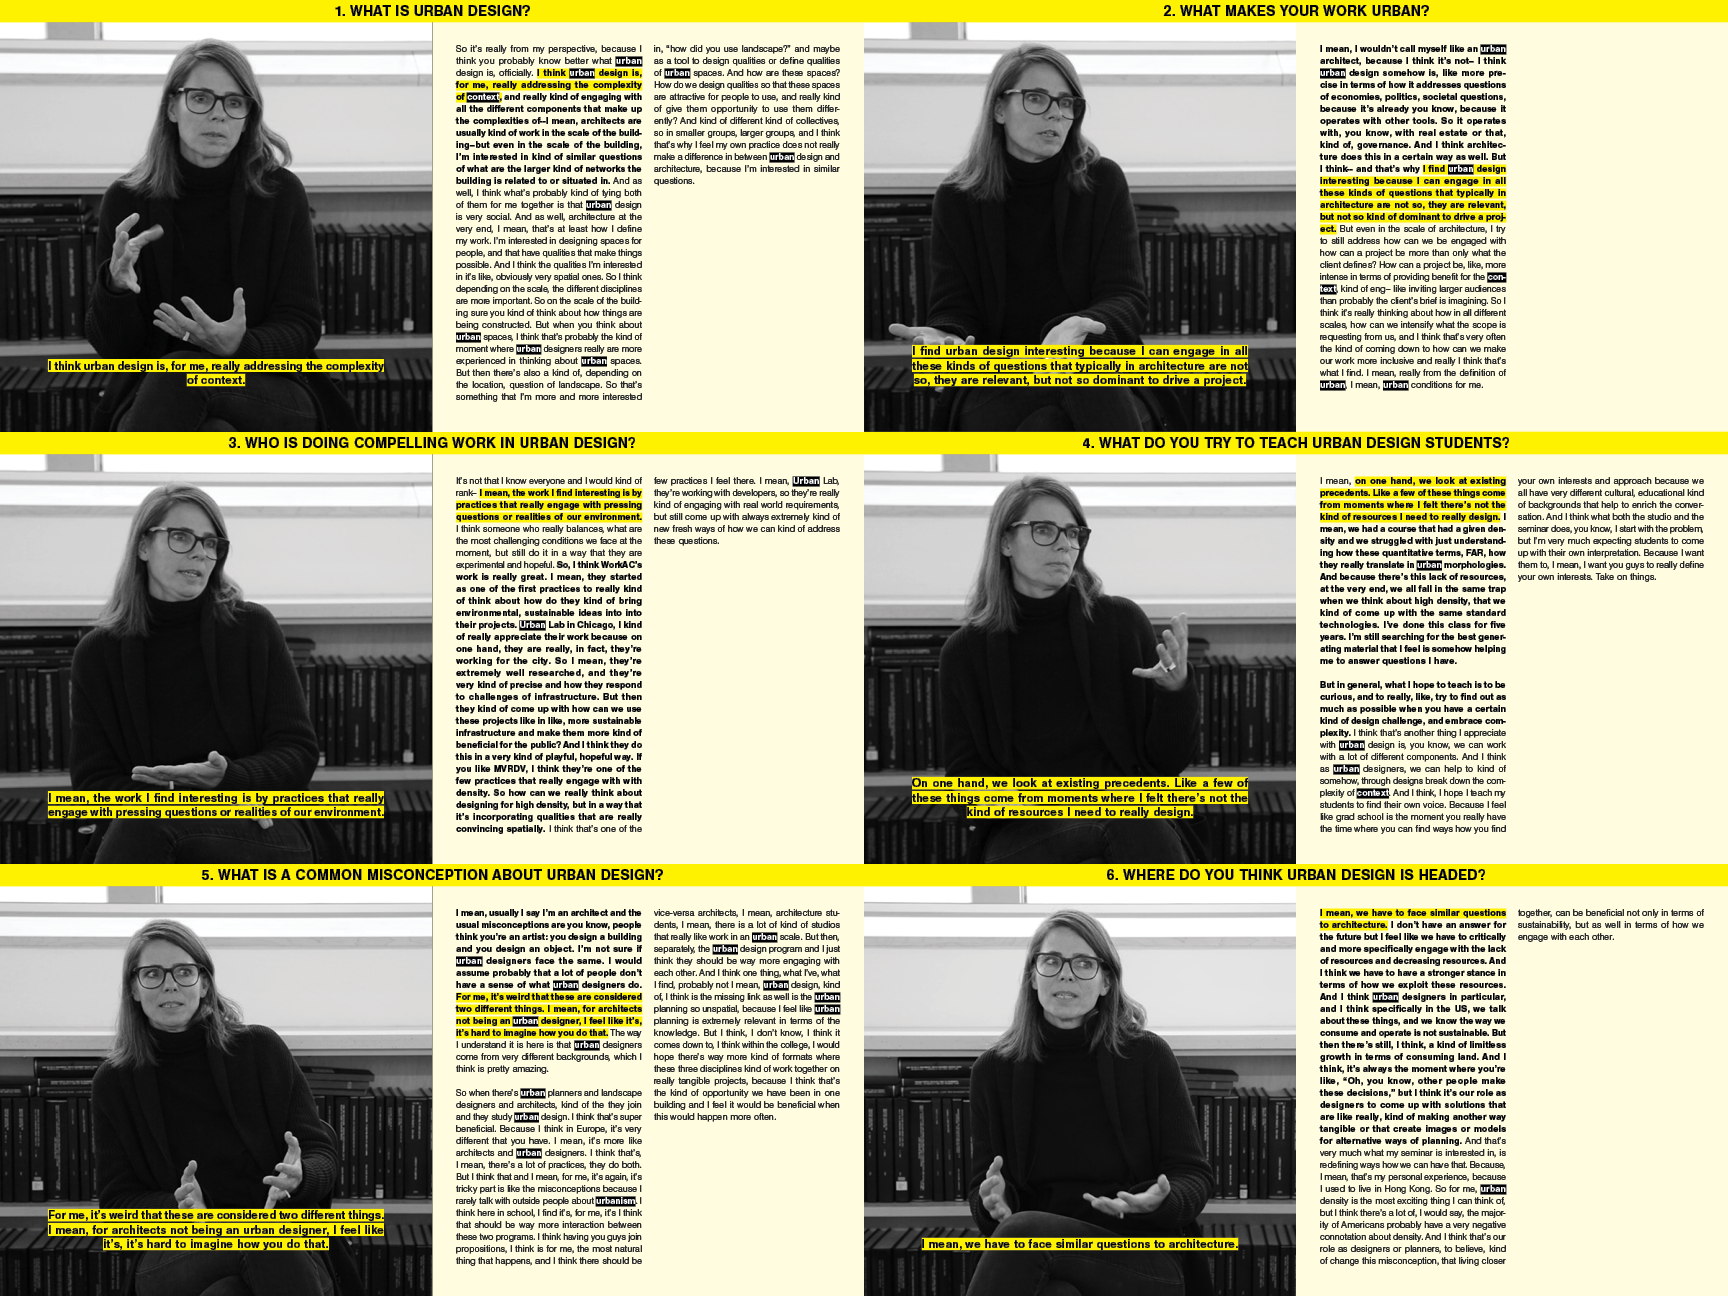 1. WHAT IS URBAN DESIGN?
I think urban design is, for me, really addressing the complexity
of context.
So it's really from my perspective, because I
think you probably know better what urban
design is, officially. I think urban design is,
for me, really addressing the complexity
of context, and really kind of engaging with
all the different components that make up
the complexities of–I mean, architects are
usually kind of work in the scale of the build-
ing–but even in the scale of the building,
I'm interested in kind of similar questions
of what are the larger kind of networks the
building is related to or situated in. And as
well, I think what's probably kind of tying both
of them for me together is that urban design
is very social. And as well, architecture at the
very end, I mean, that's at least how I define
my work. I'm interested in designing spaces for
people, and that have qualities that make things
possible. And I think the qualities I'm interested
in it's like, obviously very spatial ones. So I think
depending on the scale, the different disciplines
are more important. So on the scale of the build-
ing sure you kind of think about how things are
being constructed. But when you think about
urban spaces, I think that's probably the kind of
moment where urban designers really are more
experienced in thinking about urban spaces.
But then there's also a kind of, depending on
the location, question of landscape. So that's
something that I'm more and more interested
in, “how did you use landscape?” and maybe
as a tool to design qualities or define qualities
of urban spaces. And how are these spaces?
How do we design qualities so that these spaces
are attractive for people to use, and really kind
of give them opportunity to use them differ-
ently? And kind of different kind of collectives,
so in smaller groups, larger groups, and I think
that's why I feel my own practice does not really
make a difference in between urban design and
architecture, because I'm interested in similar
questions.
2. WHAT MAKES YOUR WORK URBAN?
I find urban design interesting because I can engage in all
these kinds of questions that typically in architecture are not
so, they are relevant, but not so dominant to drive a project.
I mean, I wouldn't call myself like an urban
architect, because I think it's not– I think
urban design somehow is, like more pre-
cise in terms of how it addresses questions
of economies, politics, societal questions,
because it's already you know, because it
operates with other tools. So it operates
with, you know, with real estate or that,
kind of, governance. And I think architec-
ture does this in a certain way as well. But
I think– and that's why I find urban design
interesting because I can engage in all
these kinds of questions that typically in
architecture are not so, they are relevant,
but not so kind of dominant to drive a proj-
ect. But even in the scale of architecture, I try
to still address how can we be engaged with
how can a project be more than only what the
client defines? How can a project be, like, more
intense in terms of providing benefit for the con-
text, kind of eng– like inviting larger audiences
than probably the client's brief is imagining. So I
think it's really thinking about how in all different
scales, how can we intensify what the scope is
requesting from us, and I think that's very often
the kind of coming down to how can we make
our work more inclusive and really I think that's
what I find. I mean, really from the definition of
urban, I mean, urban conditions for me.
3. WHO IS DOING COMPELLING WORK IN URBAN DESIGN?
I mean, the work I find interesting is by practices that really
engage with pressing questions or realities of our environment.
It's not that I know everyone and I would kind of
rank– I mean, the work I find interesting is by
practices that really engage with pressing
questions or realities of our environment.
I think someone who really balances, what are
the most challenging conditions we face at the
moment, but still do it in a way that they are
experimental and hopeful. So, I think WorkAC's
work is really great. I mean, they started
as one of the first practices to really kind
of think about how do they kind of bring
environmental, sustainable ideas into into
their projects. Urban Lab in Chicago, I kind
of really appreciate their work because on
one hand, they are really, in fact, they're
working for the city. So I mean, they're
extremely well researched, and they're
very kind of precise and how they respond
to challenges of infrastructure. But then
they kind of come up with how can we use
these projects like in like, more sustainable
infrastructure and make them more kind of
beneficial for the public? And I think they do
this in a very kind of playful, hopeful way. If
you like MVRDV, I think they're one of the
few practices that really engage with with
density. So how can we really think about
designing for high density, but in a way that
it's incorporating qualities that are really
convincing spatially. I think that's one of the
few practices I feel there. I mean, Urban Lab,
they're working with developers, so they're really
kind of engaging with real world requirements,
but still come up with always extremely kind of
new fresh ways of how we can kind of address
these questions.
4. WHAT DO YOU TRY TO TEACH URBAN DESIGN STUDENTS?
On one hand, we look at existing precedents. Like a few of
these things come from moments where I felt there's not the
kind of resources I need to really design.
I mean, on one hand, we look at existing
precedents. Like a few of these things come
from moments where I felt there's not the
kind of resources I need to really design. I
mean, we had a course that had a given den-
sity and we struggled with just understand-
ing how these quantitative terms, FAR, how
they really translate in urban morphologies.
And because there's this lack of resources,
at the very end, we all fall in the same trap
when we think about high density, that we
kind of come up with the same standard
technologies. I've done this class for five
years. I'm still searching for the best gener-
ating material that I feel is somehow helping
me to answer questions I have.
But in general, what I hope to teach is to be
curious, and to really, like, try to find out as
much as possible when you have a certain
kind of design challenge, and embrace com-
plexity. I think that's another thing I appreciate
with urban design is, you know, we can work
with a lot of different components. And I think
as urban designers, we can help to kind of
somehow, through designs break down the com-
plexity of context. And I think, I hope I teach my
students to find their own voice. Because I feel
like grad school is the moment you really have
the time where you can find ways how you find
your own interests and approach because we
all have very different cultural, educational kind
of backgrounds that help to enrich the conver-
sation. And I think what both the studio and the
seminar does, you know, I start with the problem,
but I'm very much expecting students to come
up with their own interpretation. Because I want
them to, I mean, I want you guys to really define
your own interests. Take on things.
5. WHAT IS A COMMON MISCONCEPTION ABOUT URBAN DESIGN?
For me, it's weird that these are considered two different things.
I mean, for architects not being an urban designer, I feel like
it's, it's hard to imagine how you do that.
I mean, usually I say I'm an architect and the
usual misconceptions are you know, people
think you're an artist: you design a building
and you design an object. I'm not sure if
urban designers face the same. I would
assume probably that a lot of people don't
have a sense of what urban designers do.
For me, it's weird that these are considered
two different things. I mean, for architects
not being an urban designer, I feel like it's,
it's hard to imagine how you do that. The way
I understand it is here is that urban designers
come from very different backgrounds, which I
think is pretty amazing.
So when there's urban planners and landscape
designers and architects, kind of the they join
and they study urban design. I think that's super
beneficial. Because I think in Europe, it's very
different that you have. I mean, it's more like
architects and urban designers. I think that's,
I mean, there's a lot of practices, they do both.
But I think that and I mean, for me, it's again, it's
tricky part is like the misconceptions because I
rarely talk with outside people about urbanism. I
think here in school, I find it's, for me, it's I think
that should be way more interaction between
these two programs. I think having you guys join
propositions, I think is for me, the most natural
thing that happens, and I think there should be
vice-versa architects, I mean, architecture stu-
dents, I mean, there is a lot of kind of studios
that really like work in an urban scale. But then,
separately, the urban design program and I just
think they should be way more engaging with
each other. And I think one thing, what I've, what
I find, probably not I mean, urban design, kind
of, I think is the missing link as well is the urban
planning so unspatial, because I feel like urban
planning is extremely relevant in terms of the
knowledge. But I think, I don't know, I think it
comes down to, I think within the college, I would
hope there's way more kind of formats where
these three disciplines kind of work together on
really tangible projects, because I think that's
the kind of opportunity we have been in one
building and I feel it would be beneficial when
this would happen more often.
6. WHERE DO YOU THINK URBAN DESIGN IS HEADED?
I mean, we have to face similar questions to architecture.
I mean, we have to face similar questions
to architecture. I don't have an answer for
the future but I feel like we have to critically
and more specifically engage with the lack
of resources and decreasing resources. And
I think we have to have a stronger stance in
terms of how we exploit these resources.
And I think urban designers in particular,
and I think specifically in the US, we talk
about these things, and we know the way we
consume and operate is not sustainable. But
then there's still, I think, a kind of limitless
growth in terms of consuming land. And I
think, it's always the moment where you're
like, “Oh, you know, other people make
these decisions,” but I think it's our role as
designers to come up with solutions that
are like really, kind of making another way
tangible or that create images or models
for alternative ways of planning. And that's
very much what my seminar is interested in, is
redefining ways how we can have that. Because,
I mean, that's my personal experience, because
I used to live in Hong Kong. So for me, urban
density is the most exciting thing I can think of,
but I think there's a lot of, I would say, the major-
ity of Americans probably have a very negative
connotation about density. And I think that's our
role as designers or planners, to believe, kind
of change this misconception, that living closer
together, can be beneficial not only in terms of
sustainability, but as well in terms of how we
engage with each other.